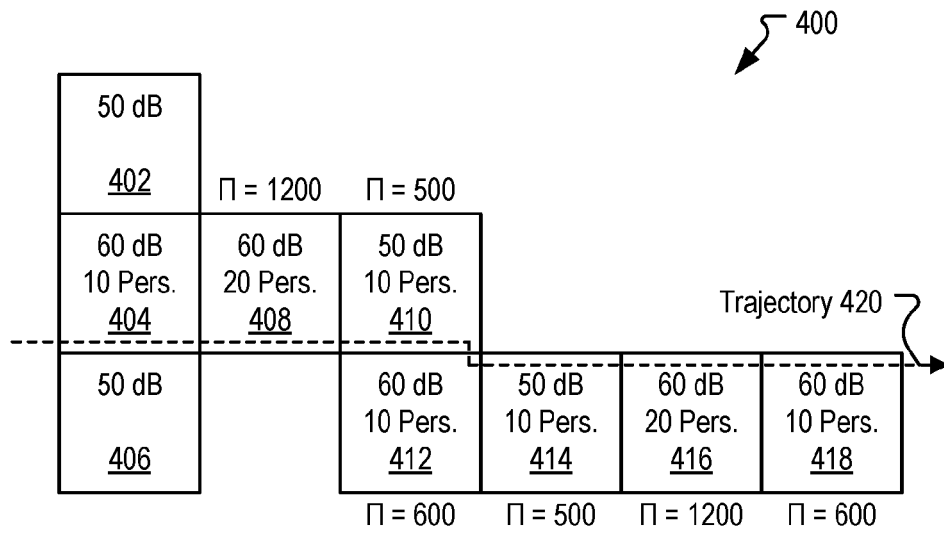 400
50 dB
402
Π = 1200
Π = 500
60 dB
10 Pers.
404
60 dB
20 Pers.
408
50 dB
10 Pers.
410
Trajectory 420
50 dB
406
60 dB
10 Pers.
412
50 dB
10 Pers.
414
60 dB
20 Pers.
416
60 dB
10 Pers.
418
Π = 600
Π = 500
Π = 1200
Π = 600